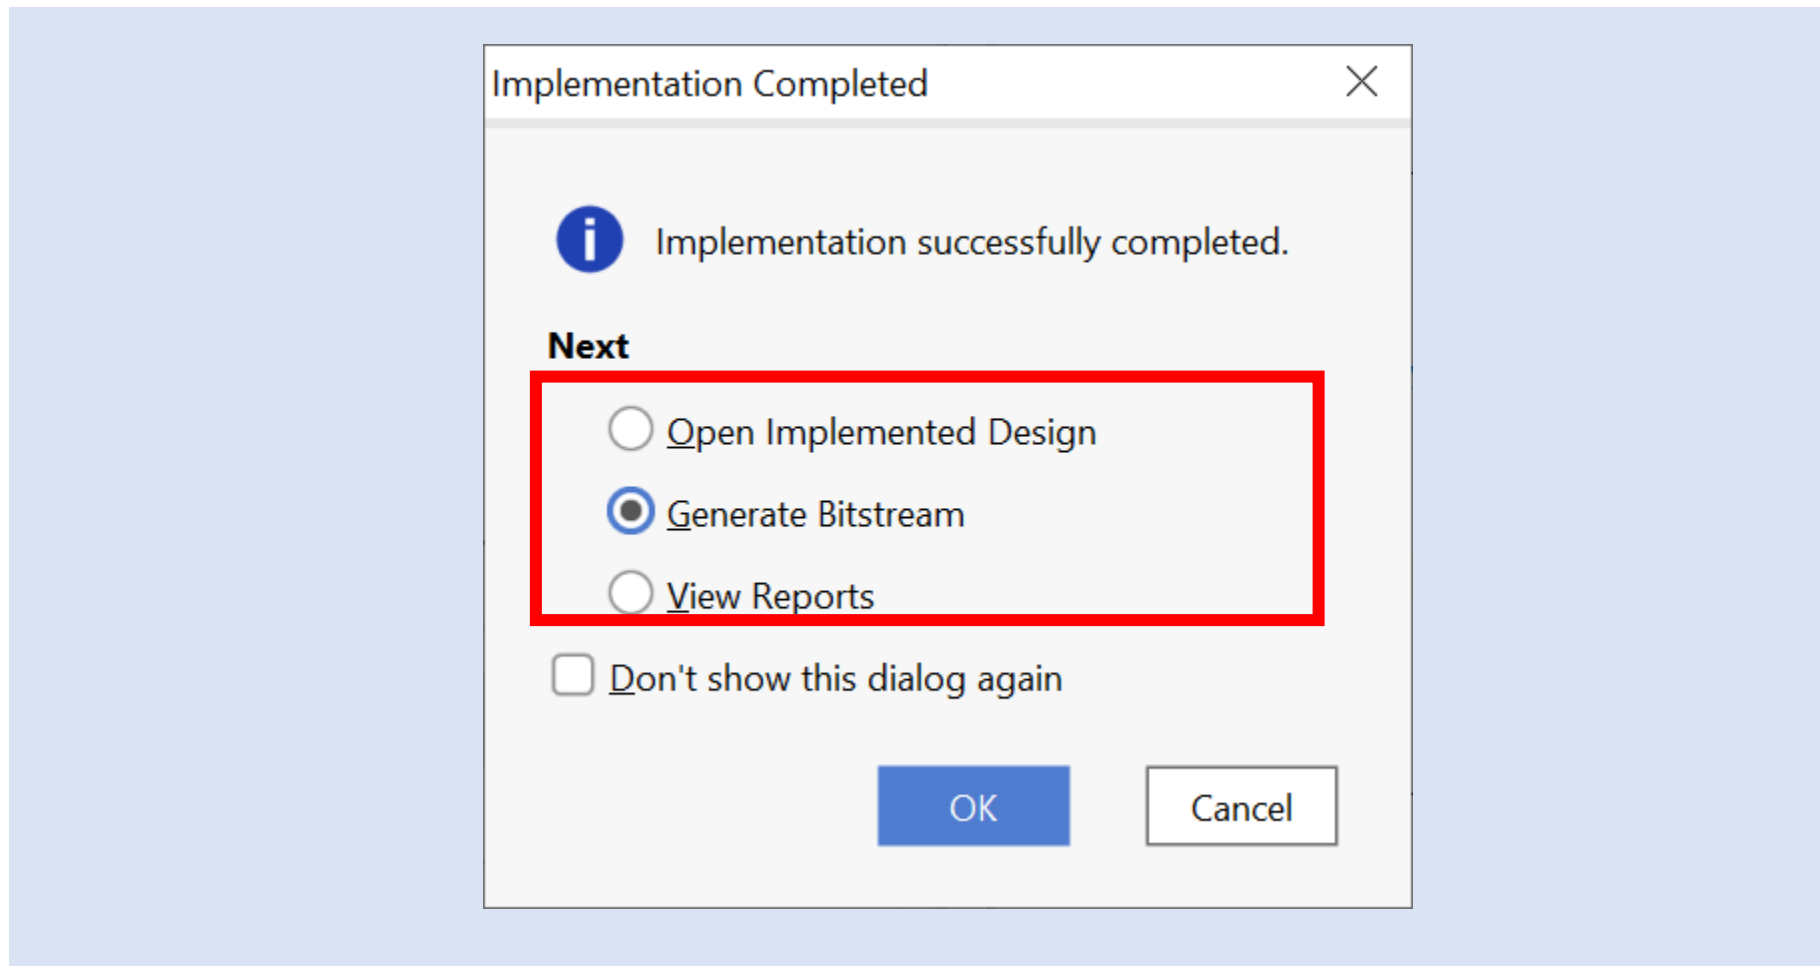 Implementation Completed
Implementation successfully completed.
Next
Open Implemented Design
Generate Bitstream
View Reports
Don't show this dialog again
OK
Cancel